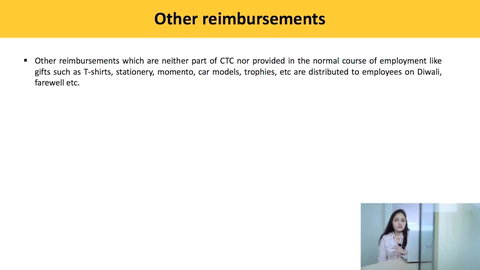 Other reimbursements
▪ Other reimbursements which are neither part of CTC nor provided in the normal course of employment like
gifts such as T-shirts, stationery, momento, car models, trophies, etc are distributed to employees on Diwali,
farewell etc.